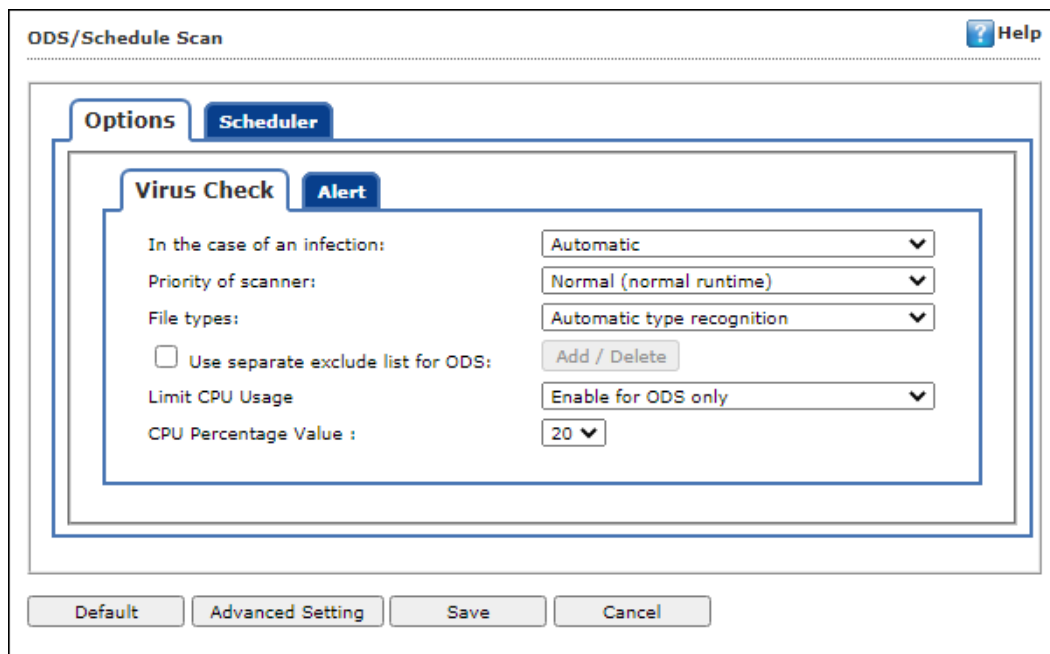 ODS/Schedule Scan
? Help
Options Scheduler
Virus Check Alert
In the case of an infection: Automatic
Priority of scanner: Normal (normal runtime)
File types: Automatic type recognition
Use separate exclude list for ODS: Add / Delete
Limit CPU Usage Enable for ODS only
CPU Percentage Value : 20
Default Advanced Setting Save Cancel